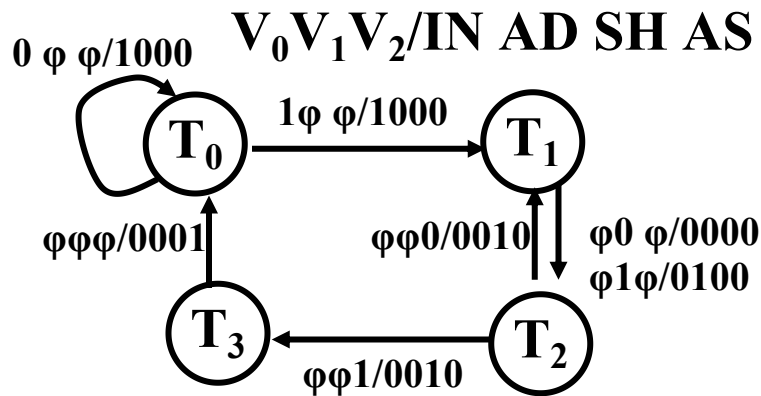 V₀V₁V₂/IN AD SH AS
0 φ φ/1000
1φ φ/1000
T₀
T₁
φφφ/0001
φφ0/0010
φ0 φ/0000
φ1φ/0100
T₃
T₂
φφ1/0010